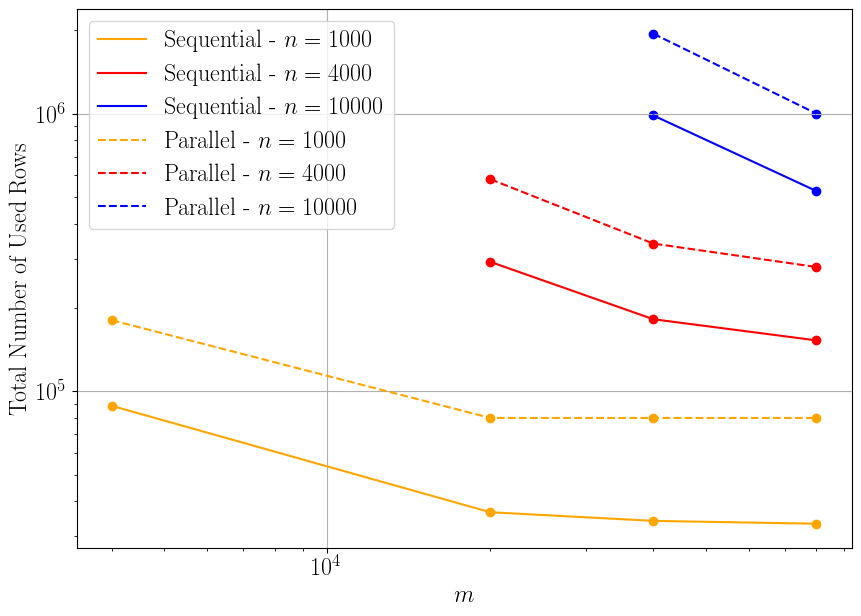 Sequential - n = 1000
Sequential - n = 4000
Sequential - n = 10000
Parallel - n = 1000
Parallel - n = 4000
Parallel - n = 10000
Total Number of Used Rows
10^6
10^5
10^4
m